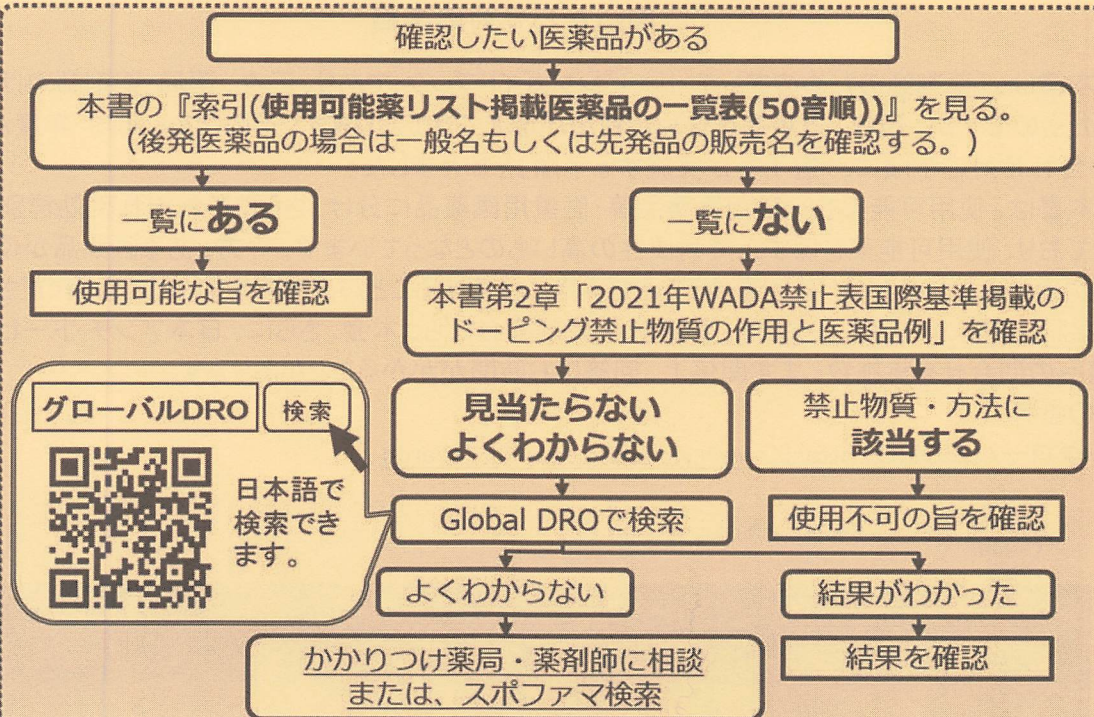 確認したい医薬品がある
本書の『索引(使用可能薬リスト掲載医薬品の一覧表(50音順))』を見る。
(後発医薬品の場合は一般名もしくは先発品の販売名を確認する。)
一覧にある
一覧にない
使用可能な旨を確認
本書第2章「2021年WADA禁止表国際基準掲載の
ドーピング禁止物質の作用と医薬品例」を確認
見当たらない
よくわからない
禁止物質・方法に
該当する
グローバルDRO
検索
日本語で
検索でき
ます。
Global DROで検索
使用不可の旨を確認
よくわからない
結果がわかった
かかりつけ薬局・薬剤師に相談
または、スポファマ検索
結果を確認